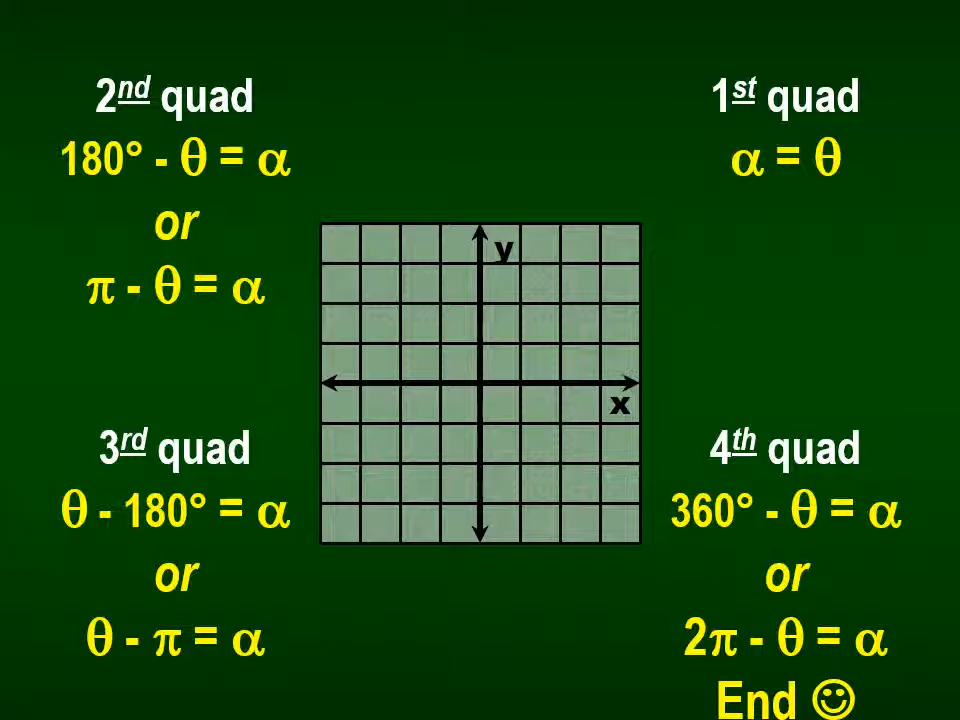 2nd quad
180° - θ = α
or
π - θ = α
1st quad
α = θ
y
x
3rd quad
θ - 180° = α
or
θ - π = α
4th quad
360° - θ = α
or
2π - θ = α
End ☺